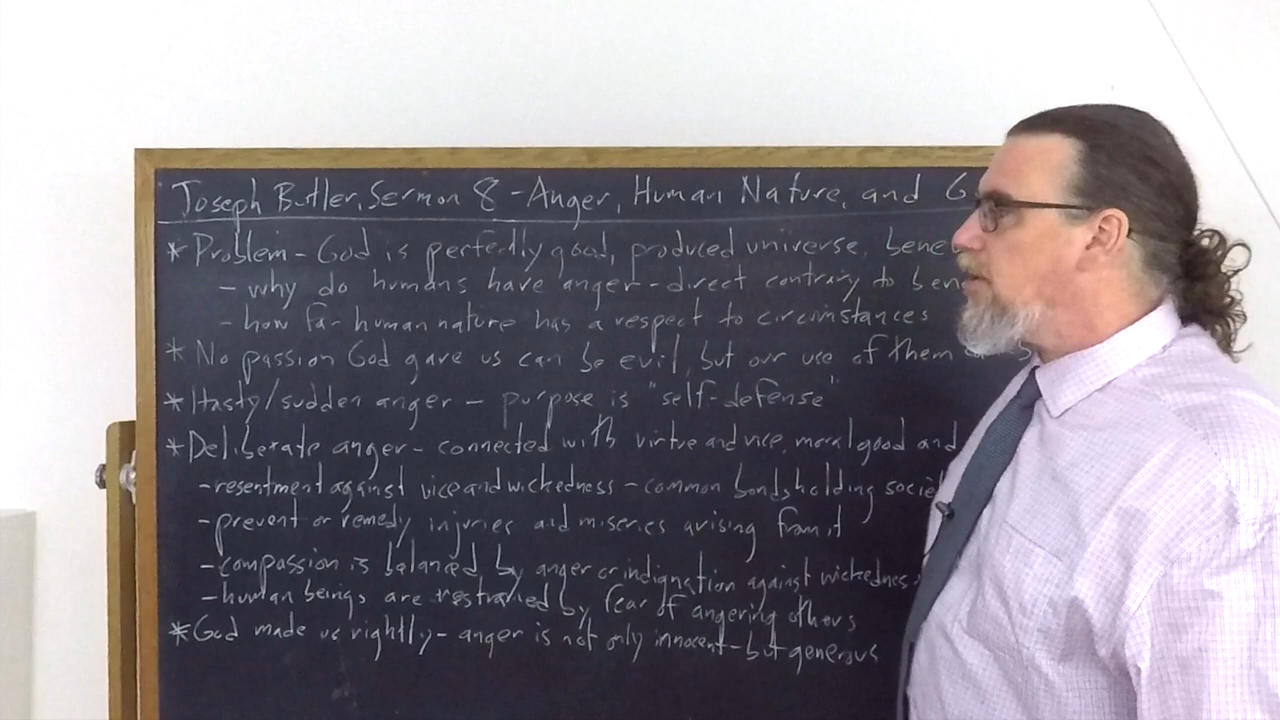 Joseph Butler, Sermon 8 - Anger, Human Nature, and G
* Problem - God is perfectly good, produced universe, bene
- why do humans have anger - direct contrary to ben
- how far human nature has a respect to circumstances
* No passion God gave us can be evil, but our use of them
* Hasty/sudden anger - purpose is "self-defense"
* Deliberate anger - connected with virtue and vice, moral good and
- resentment against vice and wickedness - common bonds holding socie
- prevent or remedy injuries and miseries arising from it
- compassion is balanced by anger or indignation against wickedness
- human beings are restrained by fear of angering others
* God made us rightly - anger is not only innocent - but generous